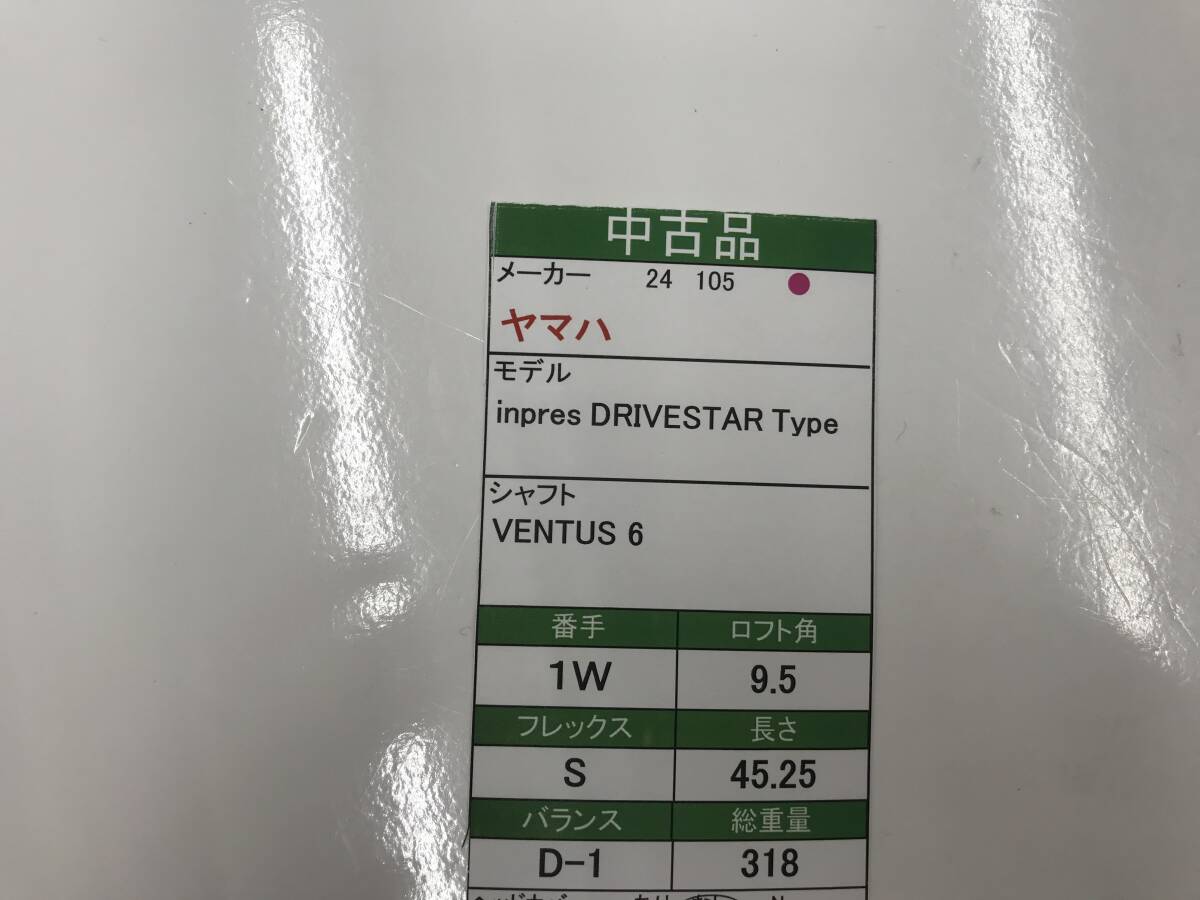 中古品
メーカー 24 105
ヤマハ
モデル
inpres DRIVESTAR Type
シャフト
VENTUS 6
番手 ロフト角
1W 9.5
フレックス 長さ
S 45.25
バランス 総重量
D-1 318